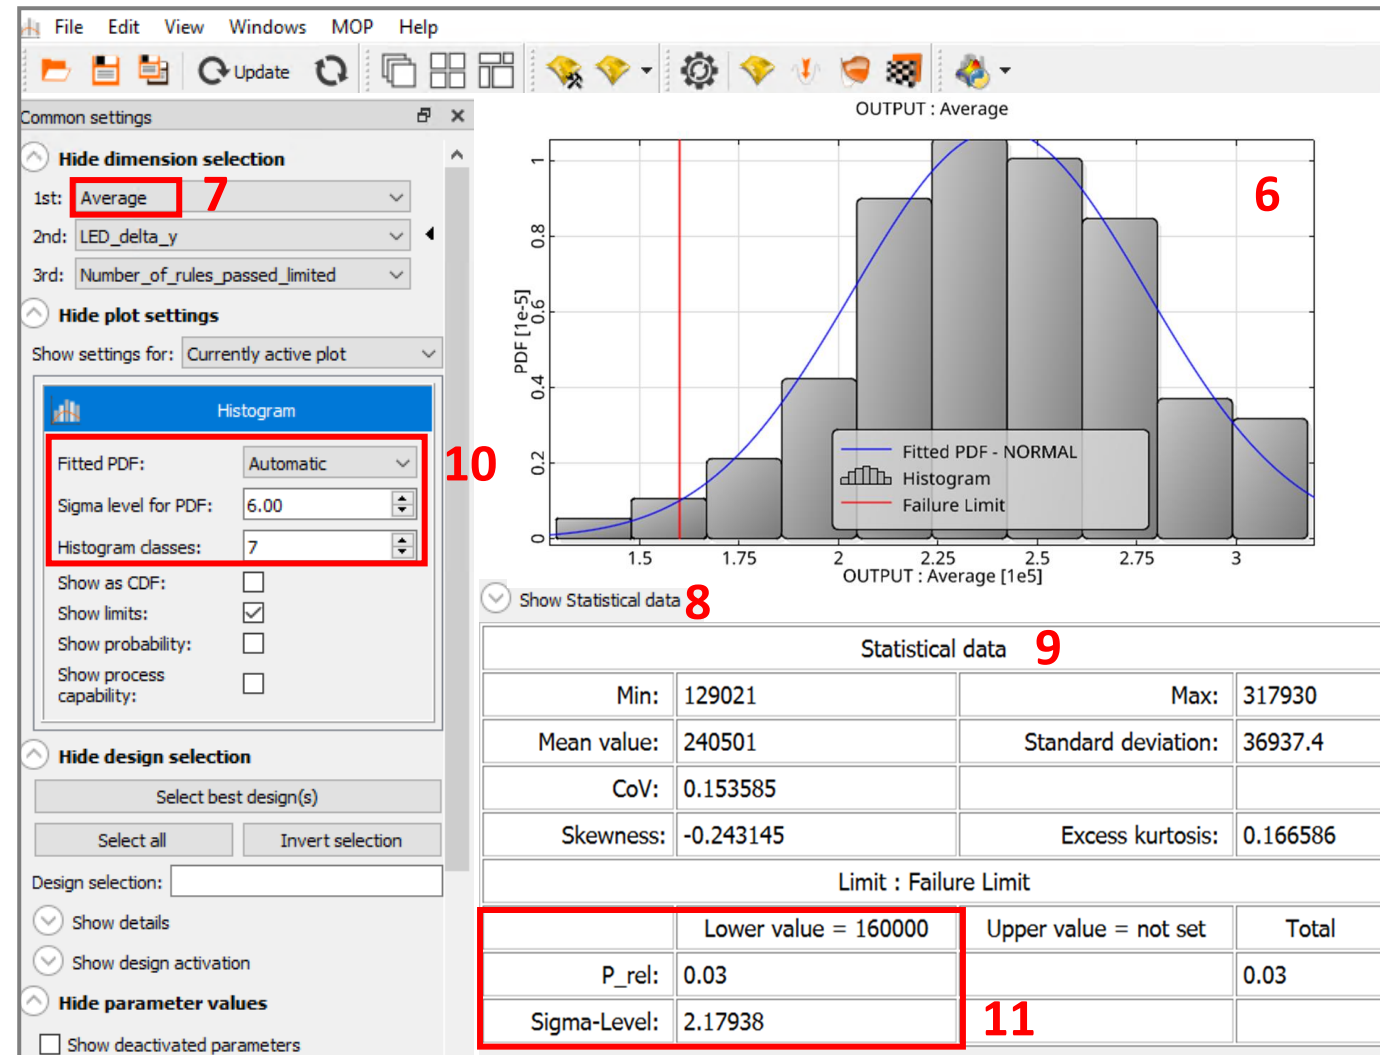 File Edit View Windows MOP Help
Update
Common settings
Hide dimension selection
1st: Average 7
2nd: LED_delta_y
3rd: Number_of_rules_passed_limited
Hide plot settings
Show settings for: Currently active plot
Histogram
Fitted PDF: Automatic
10
Sigma level for PDF: 6.00
Histogram classes: 7
Show as CDF:
Show limits:
Show probability:
Show process
capability:
Hide design selection
Select best design(s)
Select all Invert selection
Design selection:
Show details
Show design activation
Hide parameter values
Show deactivated parameters
OUTPUT : Average
6
PDF [1e-5]
1
0.8
0.6
0.4
0.2
0
Fitted PDF - NORMAL
Histogram
Failure Limit
1.5 1.75 2 2.25 2.5 2.75 3
OUTPUT : Average [1e5]
Show Statistical data 8
Statistical data 9
Min: 129021 Max: 317930
Mean value: 240501 Standard deviation: 36937.4
CoV: 0.153585
Skewness: -0.243145 Excess kurtosis: 0.166586
Limit : Failure Limit
Lower value = 160000 Upper value = not set Total
P_rel: 0.03 0.03
Sigma-Level: 2.17938 11